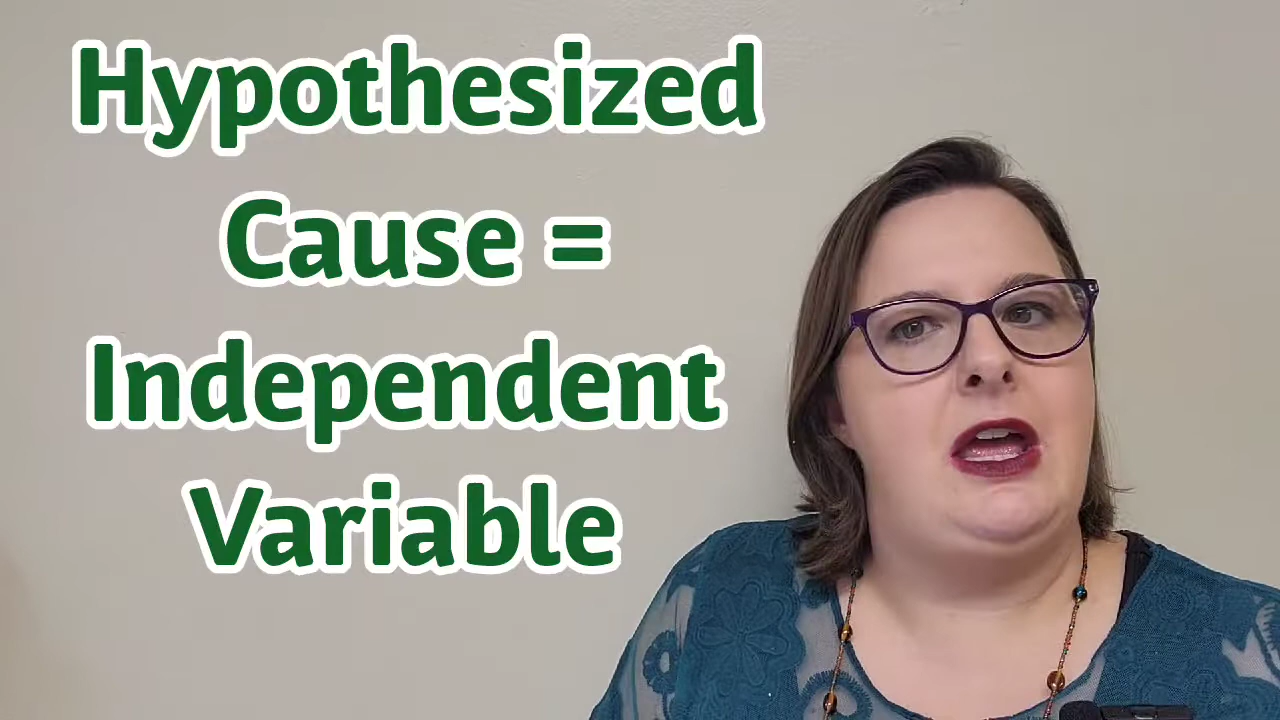 Hypothesized
Cause =
Independent
Variable